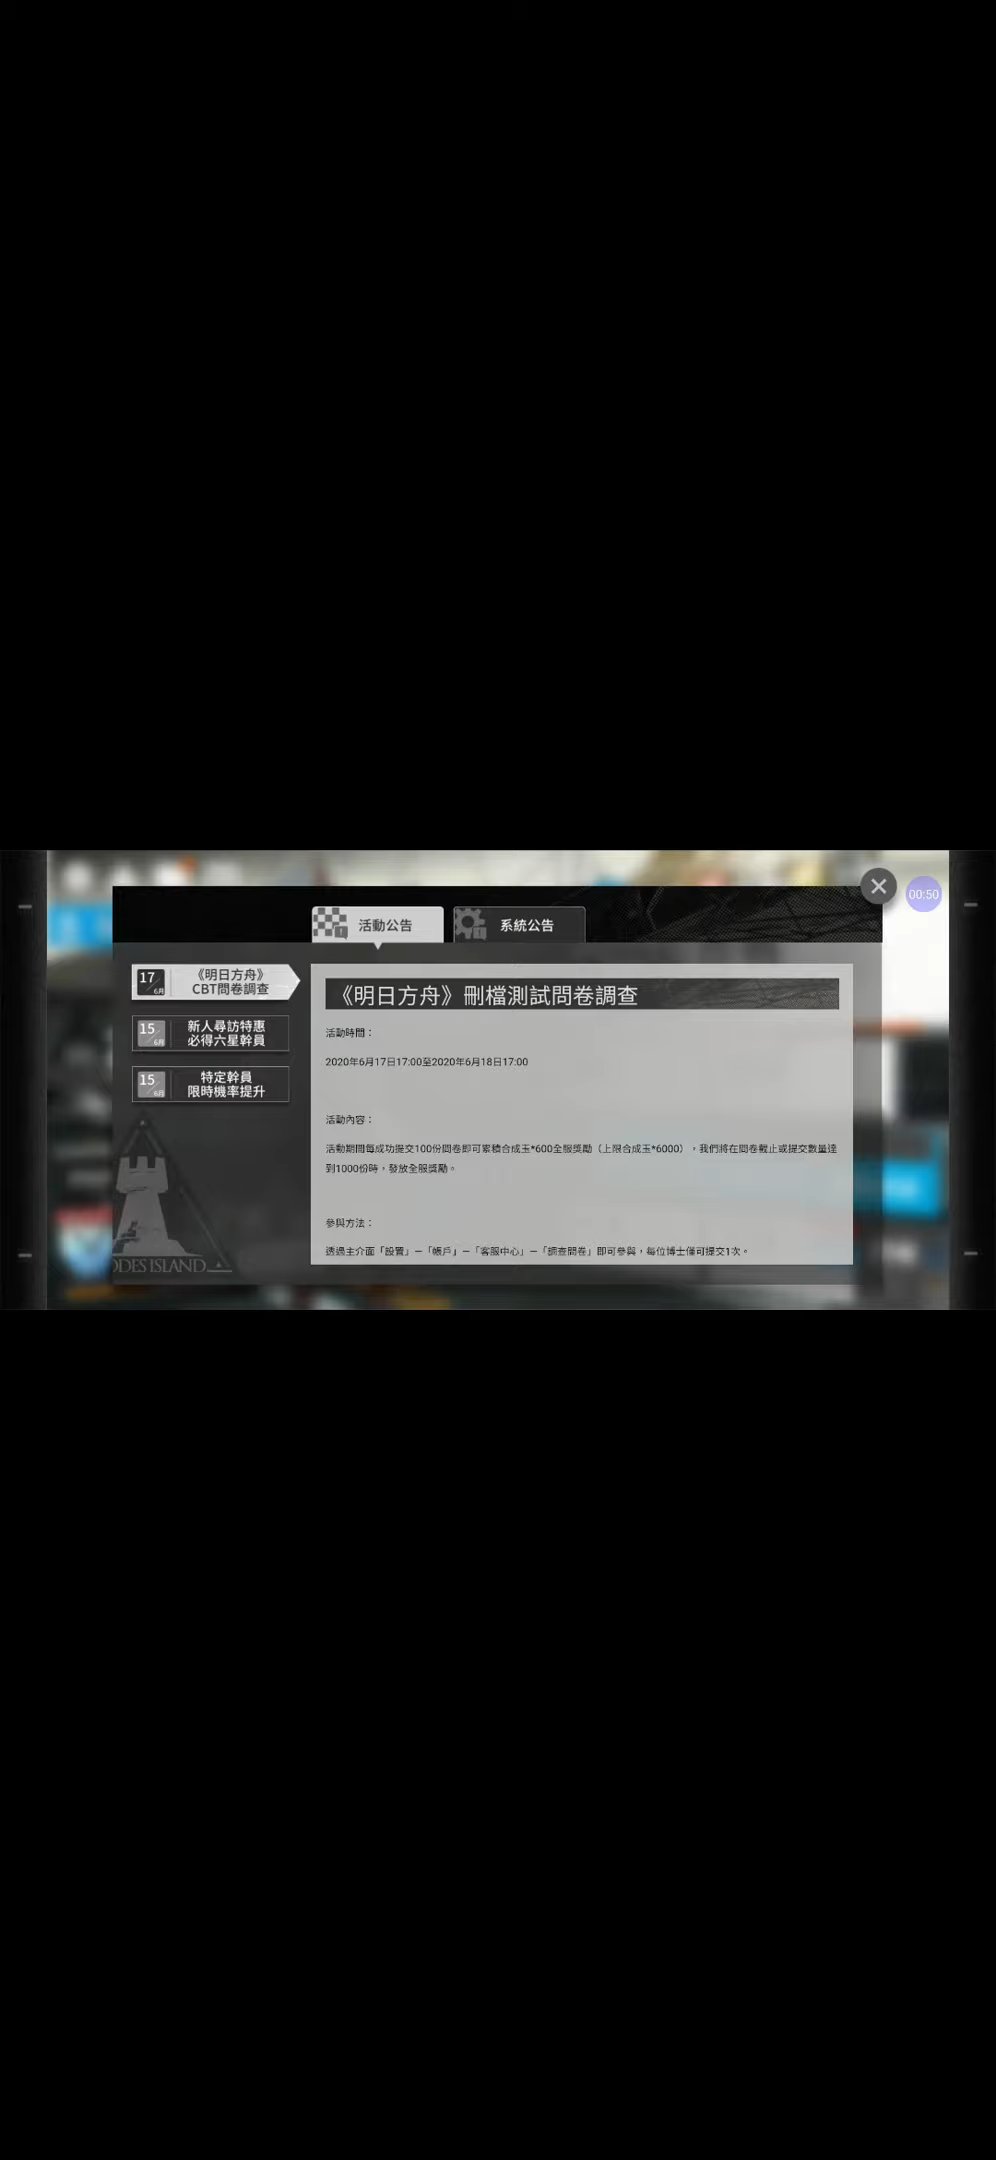 00:50
活動公告
系統公告
17
6月
《明日方舟》
CBT問卷調查
15
6月
新人尋訪特惠
必得六星幹員
15
6月
特定幹員
限時機率提升
ODES ISLAND
《明日方舟》刪檔測試問卷調查
活動時間：
2020年6月17日17:00至2020年6月18日17:00
活動內容：
活動期間每成功提交100份問卷即可累積合成玉*600全服獎勵（上限合成玉*6000），我們將在問卷截止或提交數量達
到1000份時，發放全服獎勵。
參與方法：
透過主介面「設置」—「帳戶」—「客服中心」—「調查問卷」即可參與，每位博士僅可提交1次。